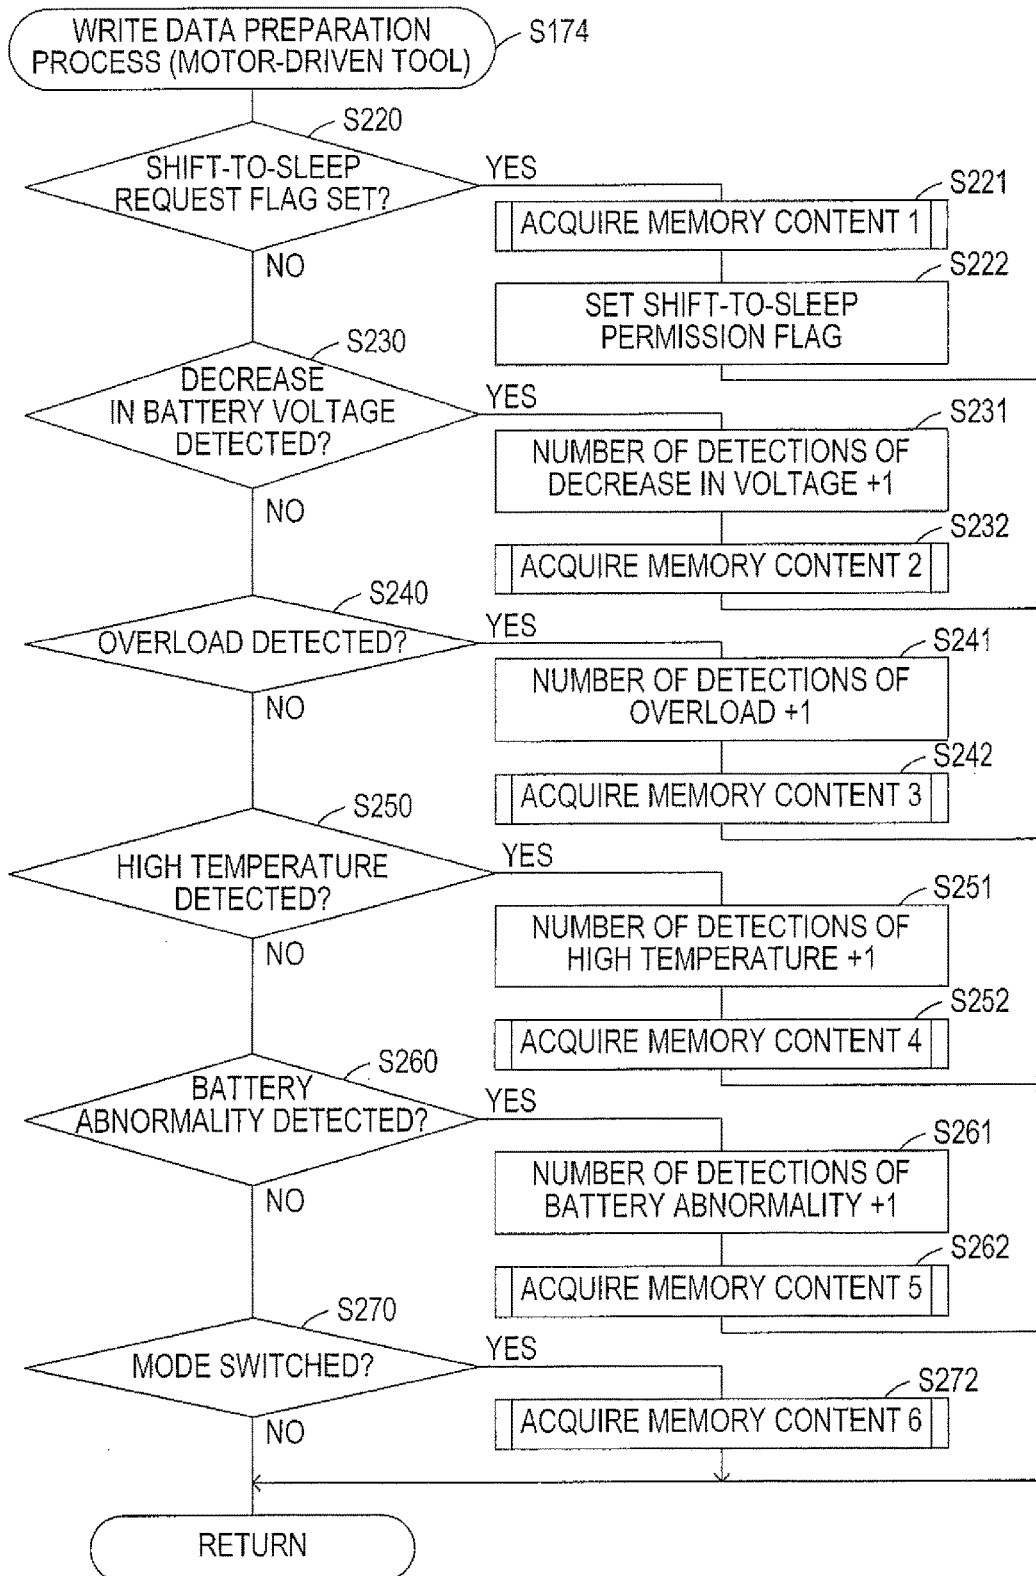 WRITE DATA PREPARATION
PROCESS (MOTOR-DRIVEN TOOL)
S174
S220
SHIFT-TO-SLEEP
REQUEST FLAG SET?
YES
S221
ACQUIRE MEMORY CONTENT 1
NO
S222
SET SHIFT-TO-SLEEP
PERMISSION FLAG
S230
DECREASE
IN BATTERY VOLTAGE
DETECTED?
YES
S231
NUMBER OF DETECTIONS OF
DECREASE IN VOLTAGE +1
NO
S232
ACQUIRE MEMORY CONTENT 2
S240
OVERLOAD DETECTED?
YES
S241
NUMBER OF DETECTIONS OF
OVERLOAD +1
NO
S242
ACQUIRE MEMORY CONTENT 3
S250
HIGH TEMPERATURE
DETECTED?
YES
S251
NUMBER OF DETECTIONS OF
HIGH TEMPERATURE +1
NO
S252
ACQUIRE MEMORY CONTENT 4
S260
BATTERY
ABNORMALITY DETECTED?
YES
S261
NUMBER OF DETECTIONS OF
BATTERY ABNORMALITY +1
NO
S262
ACQUIRE MEMORY CONTENT 5
S270
MODE SWITCHED?
YES
S272
ACQUIRE MEMORY CONTENT 6
NO
RETURN